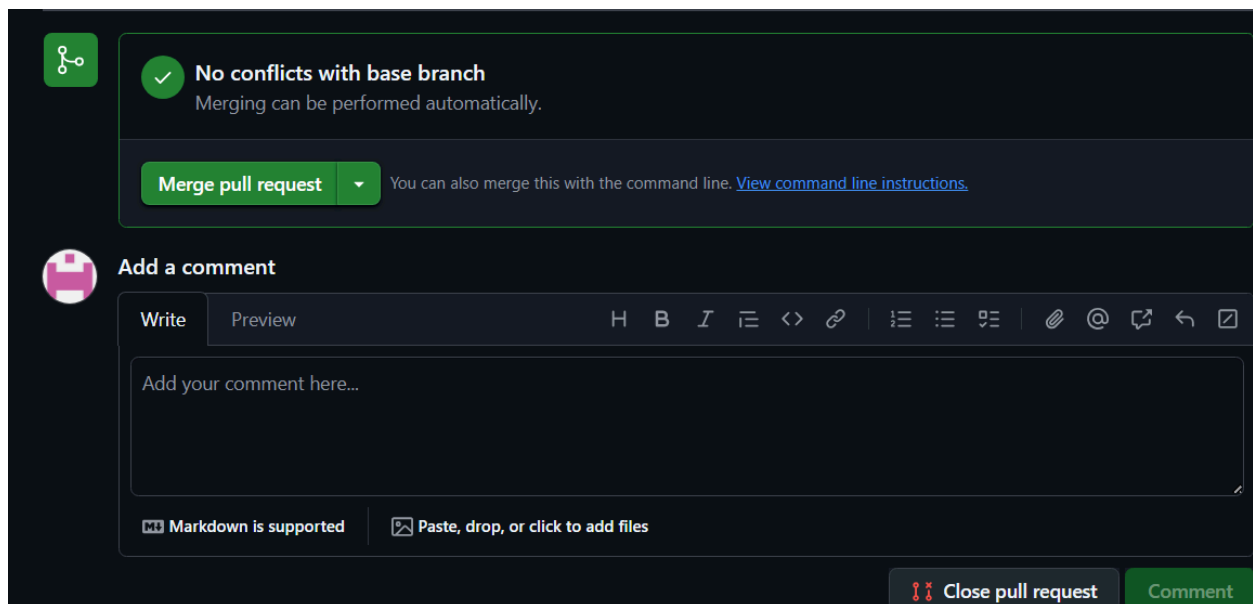 No conflicts with base branch
Merging can be performed automatically.
Merge pull request
You can also merge this with the command line. View command line instructions.
Add a comment
Write
Preview
Add your comment here...
Markdown is supported
Paste, drop, or click to add files
Close pull request
Comment